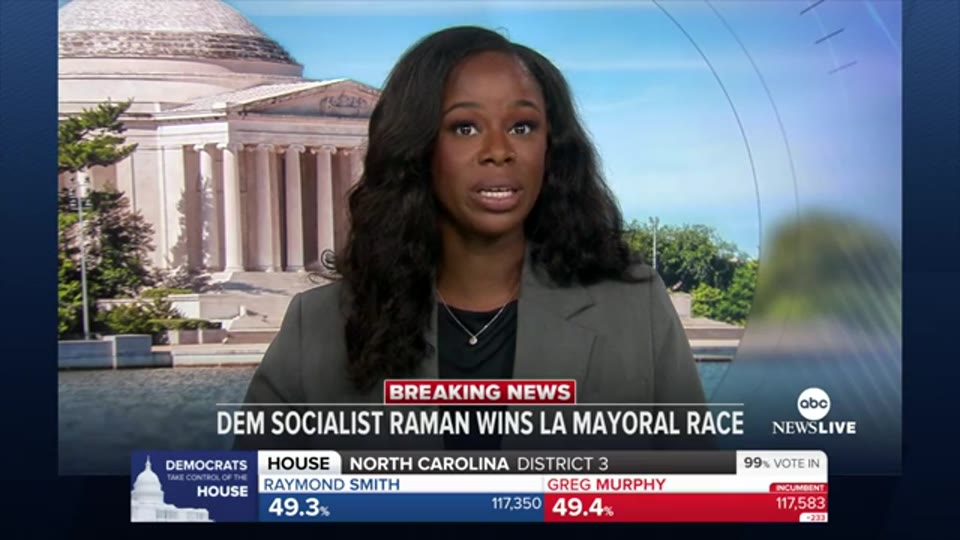 BREAKING NEWS
DEM SOCIALIST RAMAN WINS LA MAYORAL RACE
abc
NEWSLIVE
DEMOCRATS
TAKE CONTROL OF THE
HOUSE
HOUSE
NORTH CAROLINA DISTRICT 3
99% VOTE IN
RAYMOND SMITH
49.3%
117,350
GREG MURPHY
INCUMBENT
49.4%
117,583
+233